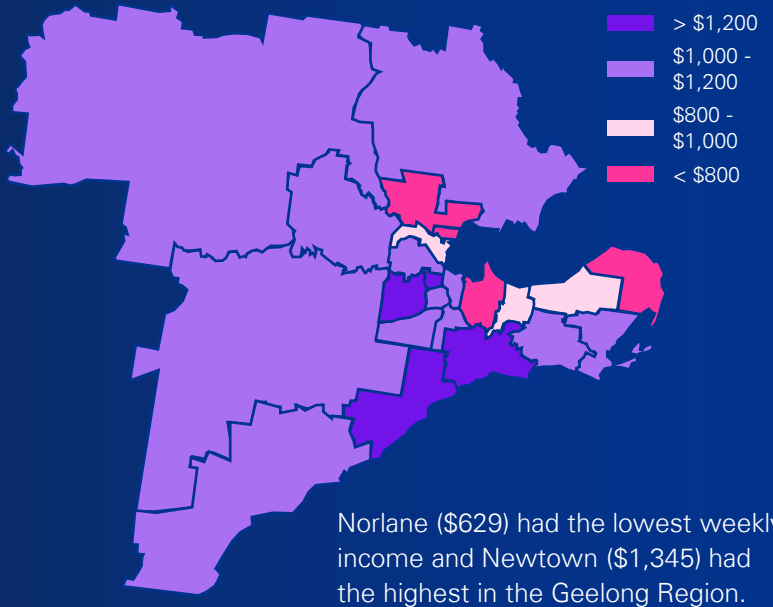 > $1,200
$1,000 -
$1,200
$800 -
$1,000
< $800
Norlane ($629) had the lowest weekly
income and Newtown ($1,345) had
the highest in the Geelong Region.